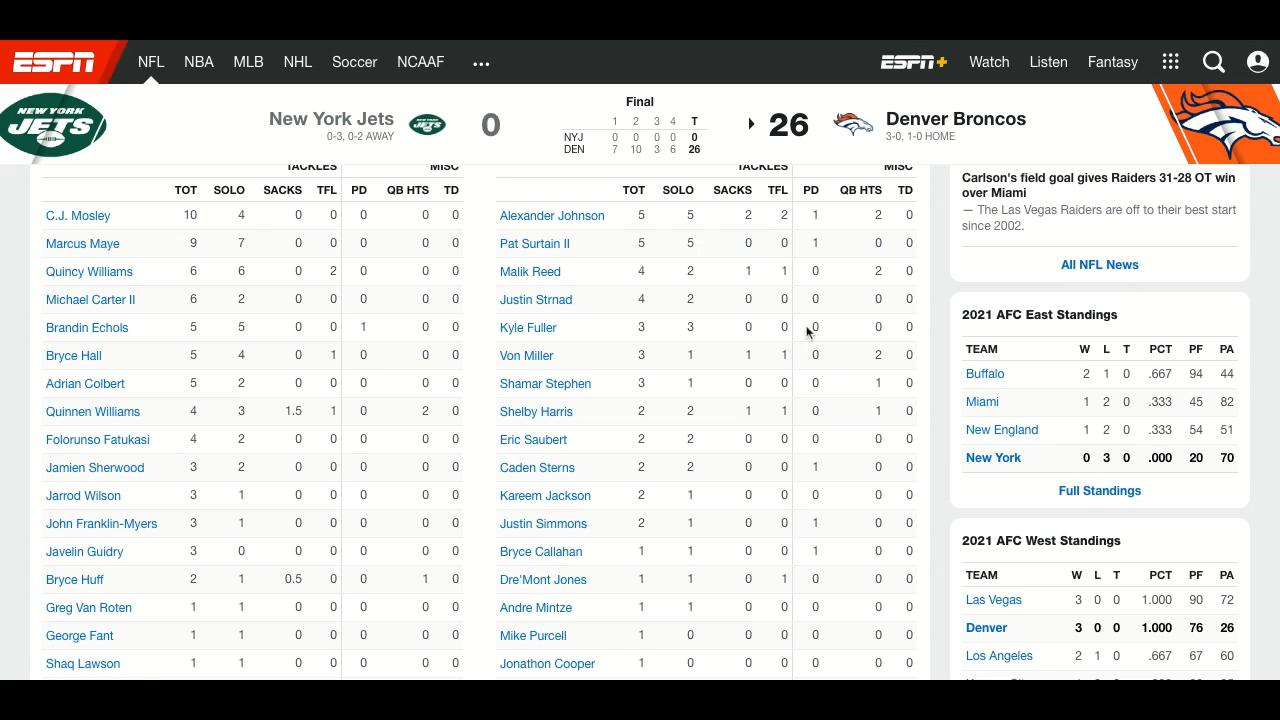 ESPN NFL NBA MLB NHL Soccer NCAAF ... ESPN+ Watch Listen Fantasy
NEW YORK JETS
New York Jets
0-3, 0-2 AWAY
0
Final
1 2 3 4 T
NYJ 0 0 0 0 0
DEN 7 10 3 6 26
26
Denver Broncos
3-0, 1-0 HOME
TACKLES MISC
TOT SOLO SACKS TFL PD QB HTS TD
C.J. Mosley 10 4 0 0 0 0 0
Marcus Maye 9 7 0 0 0 0 0
Quincy Williams 6 6 0 2 0 0 0
Michael Carter II 6 2 0 0 0 0 0
Brandin Echols 5 5 0 0 1 0 0
Bryce Hall 5 4 0 1 0 0 0
Adrian Colbert 5 2 0 0 0 0 0
Quinnen Williams 4 3 1.5 1 0 2 0
Folorunso Fatukasi 4 2 0 0 0 0 0
Jamien Sherwood 3 2 0 0 0 0 0
Jarrod Wilson 3 1 0 0 0 0 0
John Franklin-Myers 3 1 0 0 0 0 0
Javelin Guidry 3 0 0 0 0 0 0
Bryce Huff 2 1 0.5 0 0 1 0
Greg Van Roten 1 1 0 0 0 0 0
George Fant 1 1 0 0 0 0 0
Shaq Lawson 1 1 0 0 0 0 0
TACKLES MISC
TOT SOLO SACKS TFL PD QB HTS TD
Alexander Johnson 5 5 2 2 1 2 0
Pat Surtain II 5 5 0 0 1 0 0
Malik Reed 4 2 1 1 0 2 0
Justin Strnad 4 2 0 0 0 0 0
Kyle Fuller 3 3 0 0 0 0 0
Von Miller 3 1 1 1 0 2 0
Shamar Stephen 3 1 0 0 0 1 0
Shelby Harris 2 2 1 1 0 1 0
Eric Saubert 2 2 0 0 0 0 0
Caden Sterns 2 2 0 0 1 0 0
Kareem Jackson 2 1 0 0 0 0 0
Justin Simmons 2 1 0 0 1 0 0
Bryce Callahan 1 1 0 0 1 0 0
Dre'Mont Jones 1 1 0 1 0 0 0
Andre Mintze 1 1 0 0 0 0 0
Mike Purcell 1 0 0 0 0 0 0
Jonathon Cooper 1 0 0 0 0 0 0
Carlson's field goal gives Raiders 31-28 OT win
over Miami
— The Las Vegas Raiders are off to their best start
since 2002.
All NFL News
2021 AFC East Standings
TEAM W L T PCT PF PA
Buffalo 2 1 0 .667 94 44
Miami 1 2 0 .333 45 82
New England 1 2 0 .333 54 51
New York 0 3 0 .000 20 70
Full Standings
2021 AFC West Standings
TEAM W L T PCT PF PA
Las Vegas 3 0 0 1.000 90 72
Denver 3 0 0 1.000 76 26
Los Angeles 2 1 0 .667 67 60